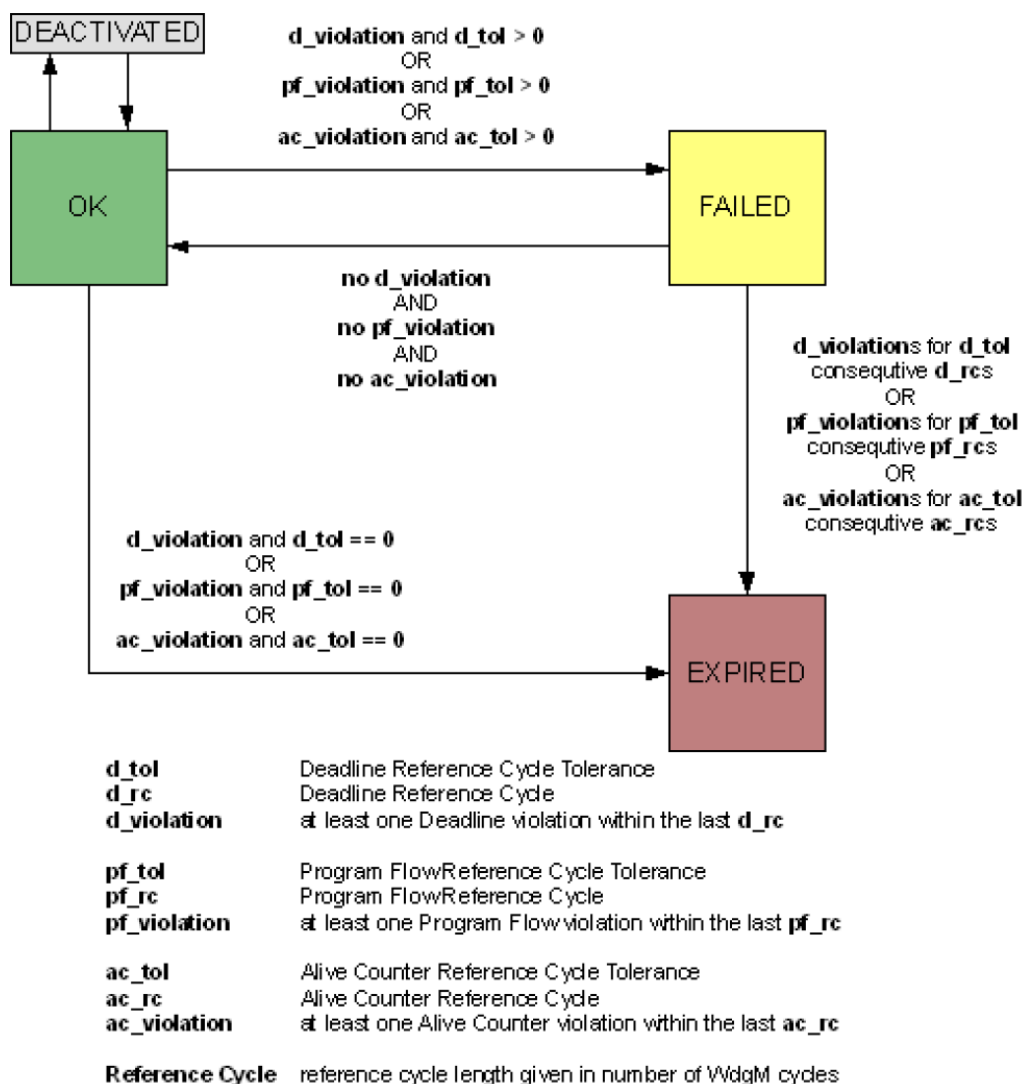 DEACTIVATED
d_violation and d_tol > 0
OR
pf_violation and pf_tol > 0
OR
ac_violation and ac_tol > 0
OK
FAILED
no d_violation
AND
no pf_violation
AND
no ac_violation
d_violations for d_tol
consequtive d_rcs
OR
pf_violations for pf_tol
consequtive pf_rcs
OR
ac_violations for ac_tol
consequtive ac_rcs
d_violation and d_tol == 0
OR
pf_violation and pf_tol == 0
OR
ac_violation and ac_tol == 0
EXPIRED
d_tol Deadline Reference Cycle Tolerance
d_rc Deadline Reference Cycle
d_violation at least one Deadline violation within the last d_rc
pf_tol Program Flow Reference Cycle Tolerance
pf_rc Program Flow Reference Cycle
pf_violation at least one Program Flow violation within the last pf_rc
ac_tol Alive Counter Reference Cycle Tolerance
ac_rc Alive Counter Reference Cycle
ac_violation at least one Alive Counter violation within the last ac_rc
Reference Cycle reference cycle length given in number of WdgM cycles